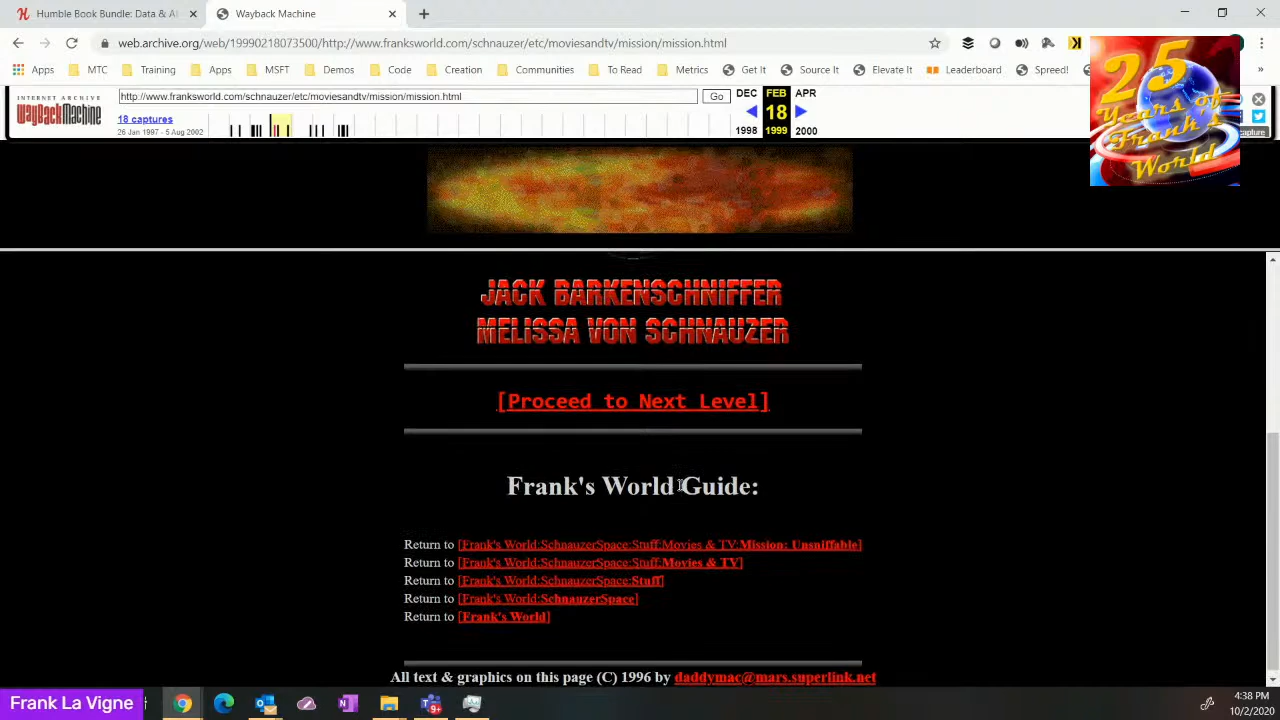 Humble Book Bundle: Data & AI
Wayback Machine
web.archive.org/web/19990218073500/http://www.franksworld.com/schnauzer/etc/moviesandtv/mission/mission.html
Apps MTC Training Apps MSFT Demos Code Creation Communities To Read Metrics Get It Source It Elevate It Leaderboard Spread!
INTERNET ARCHIVE
WayBackMachine
http://www.franksworld.com/schnauzer/etc/moviesandtv/mission/mission.html Go
DEC FEB APR
18 captures
18
26 Jan 1997 - 5 Aug 2002
1998 1999 2000
capture
25
Years of
Frank's
World
JACK BARKENSCHNIFFER
MELISSA VON SCHNAUZER
[Proceed to Next Level]
Frank's World Guide:
Return to [Frank's World:SchnauzerSpace:Stuff:Movies & TV:Mission: Unsniffable]
Return to [Frank's World:SchnauzerSpace:Stuff:Movies & TV]
Return to [Frank's World:SchnauzerSpace:Stuff]
Return to [Frank's World:SchnauzerSpace]
Return to [Frank's World]
All text & graphics on this page (C) 1996 by daddymac@mars.superlink.net
Frank La Vigne
4:38 PM
10/2/2020